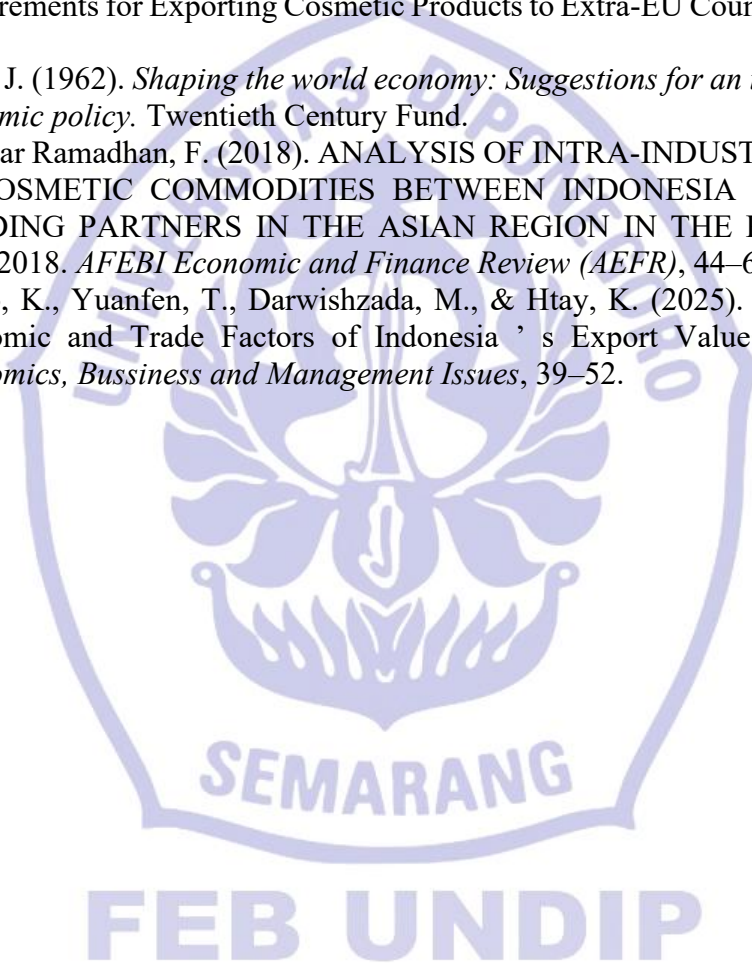 rements for Exporting Cosmetic Products to Extra-EU Coun
J. (1962). Shaping the world economy: Suggestions for an i
mic policy. Twentieth Century Fund.
ar Ramadhan, F. (2018). ANALYSIS OF INTRA-INDUST
OSMETIC COMMODITIES BETWEEN INDONESIA
DING PARTNERS IN THE ASIAN REGION IN THE
2018. AFEBI Economic and Finance Review (AEFR), 44–6
, K., Yuanfen, T., Darwishzada, M., & Htay, K. (2025).
omic and Trade Factors of Indonesia ’ s Export Value
omics, Bussiness and Management Issues, 39–52.
UNIVERSITAS DIPONEGORO
SEMARANG
FEB UNDIP